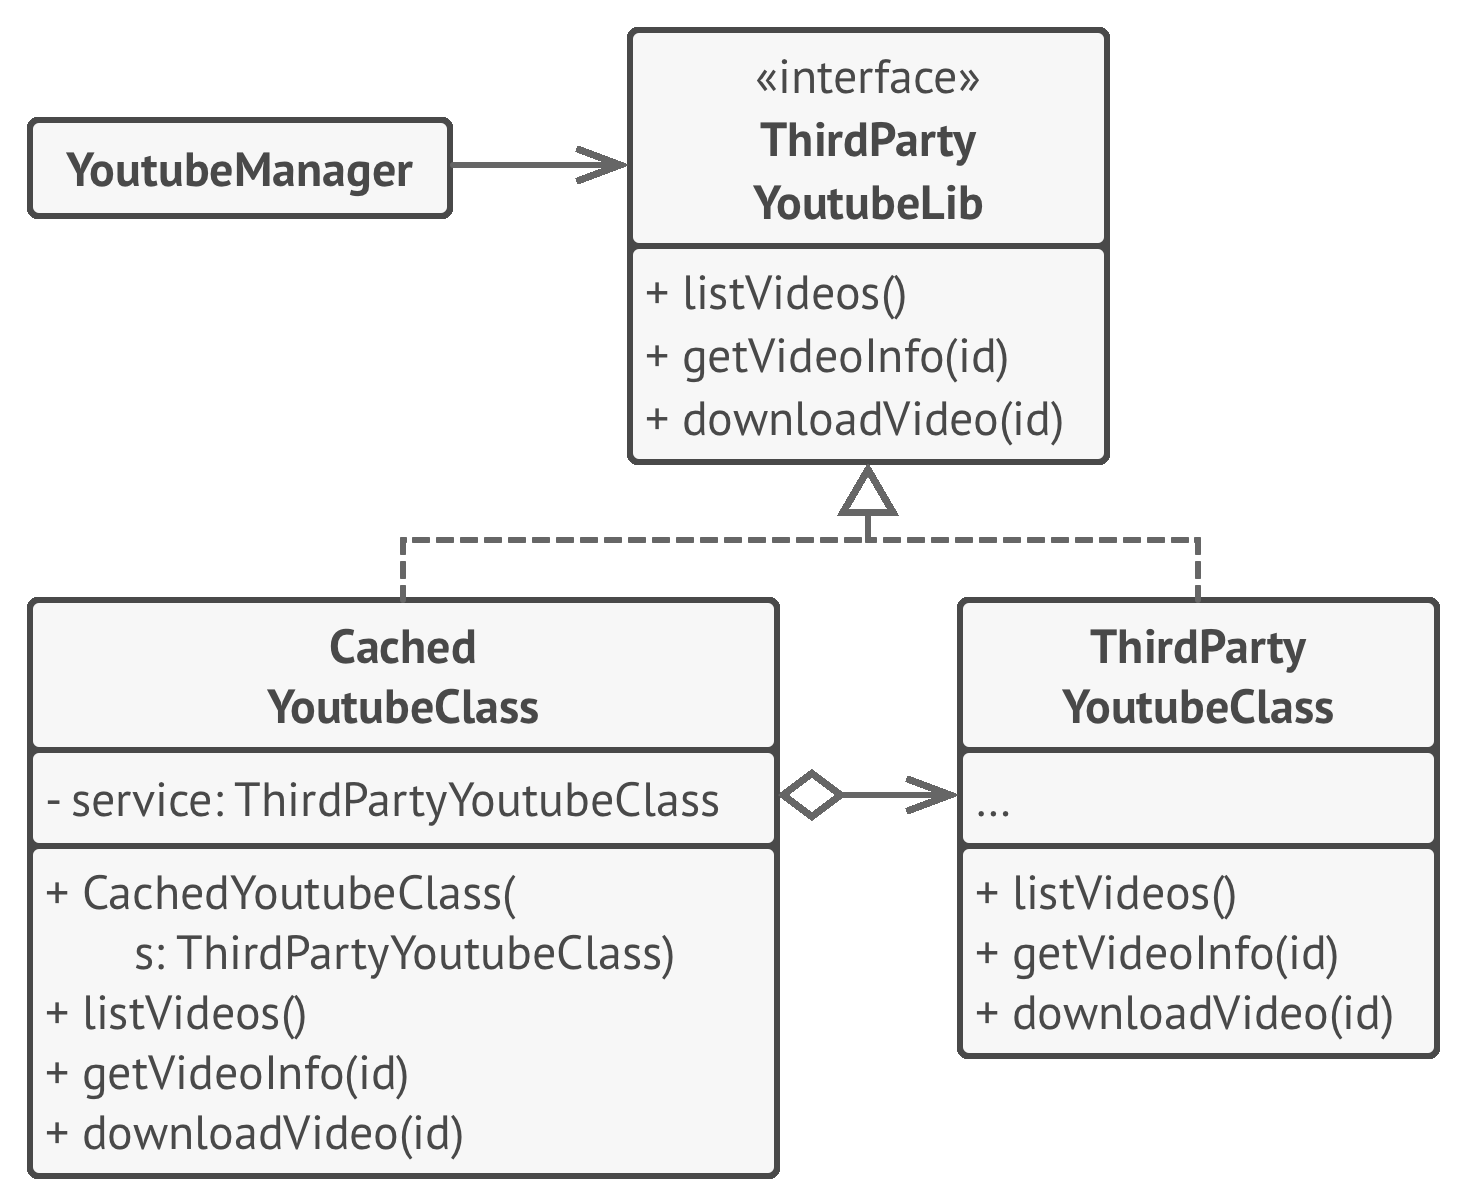 YoutubeManager
«interface»
ThirdParty
YoutubeLib
+ listVideos()
+ getVideoInfo(id)
+ downloadVideo(id)
Cached
YoutubeClass
- service: ThirdPartyYoutubeClass
+ CachedYoutubeClass(
s: ThirdPartyYoutubeClass)
+ listVideos()
+ getVideoInfo(id)
+ downloadVideo(id)
ThirdParty
YoutubeClass
...
+ listVideos()
+ getVideoInfo(id)
+ downloadVideo(id)